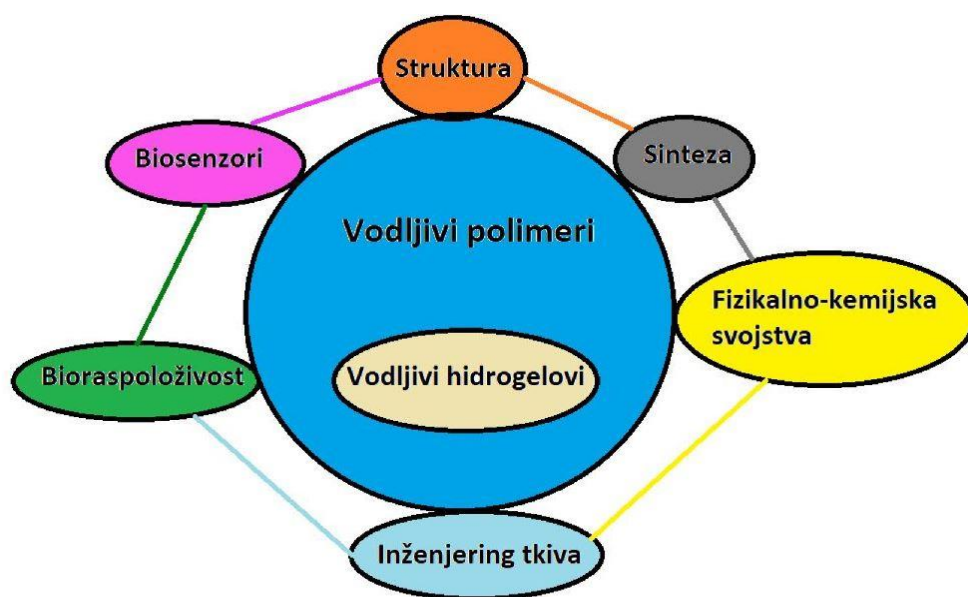 Struktura
Biosenzori
Sinteza
Vodljivi polimeri
Fizikalno-kemijska
svojstva
Bioraspoloživost
Vodljivi hidrogelovi
Inženjering tkiva